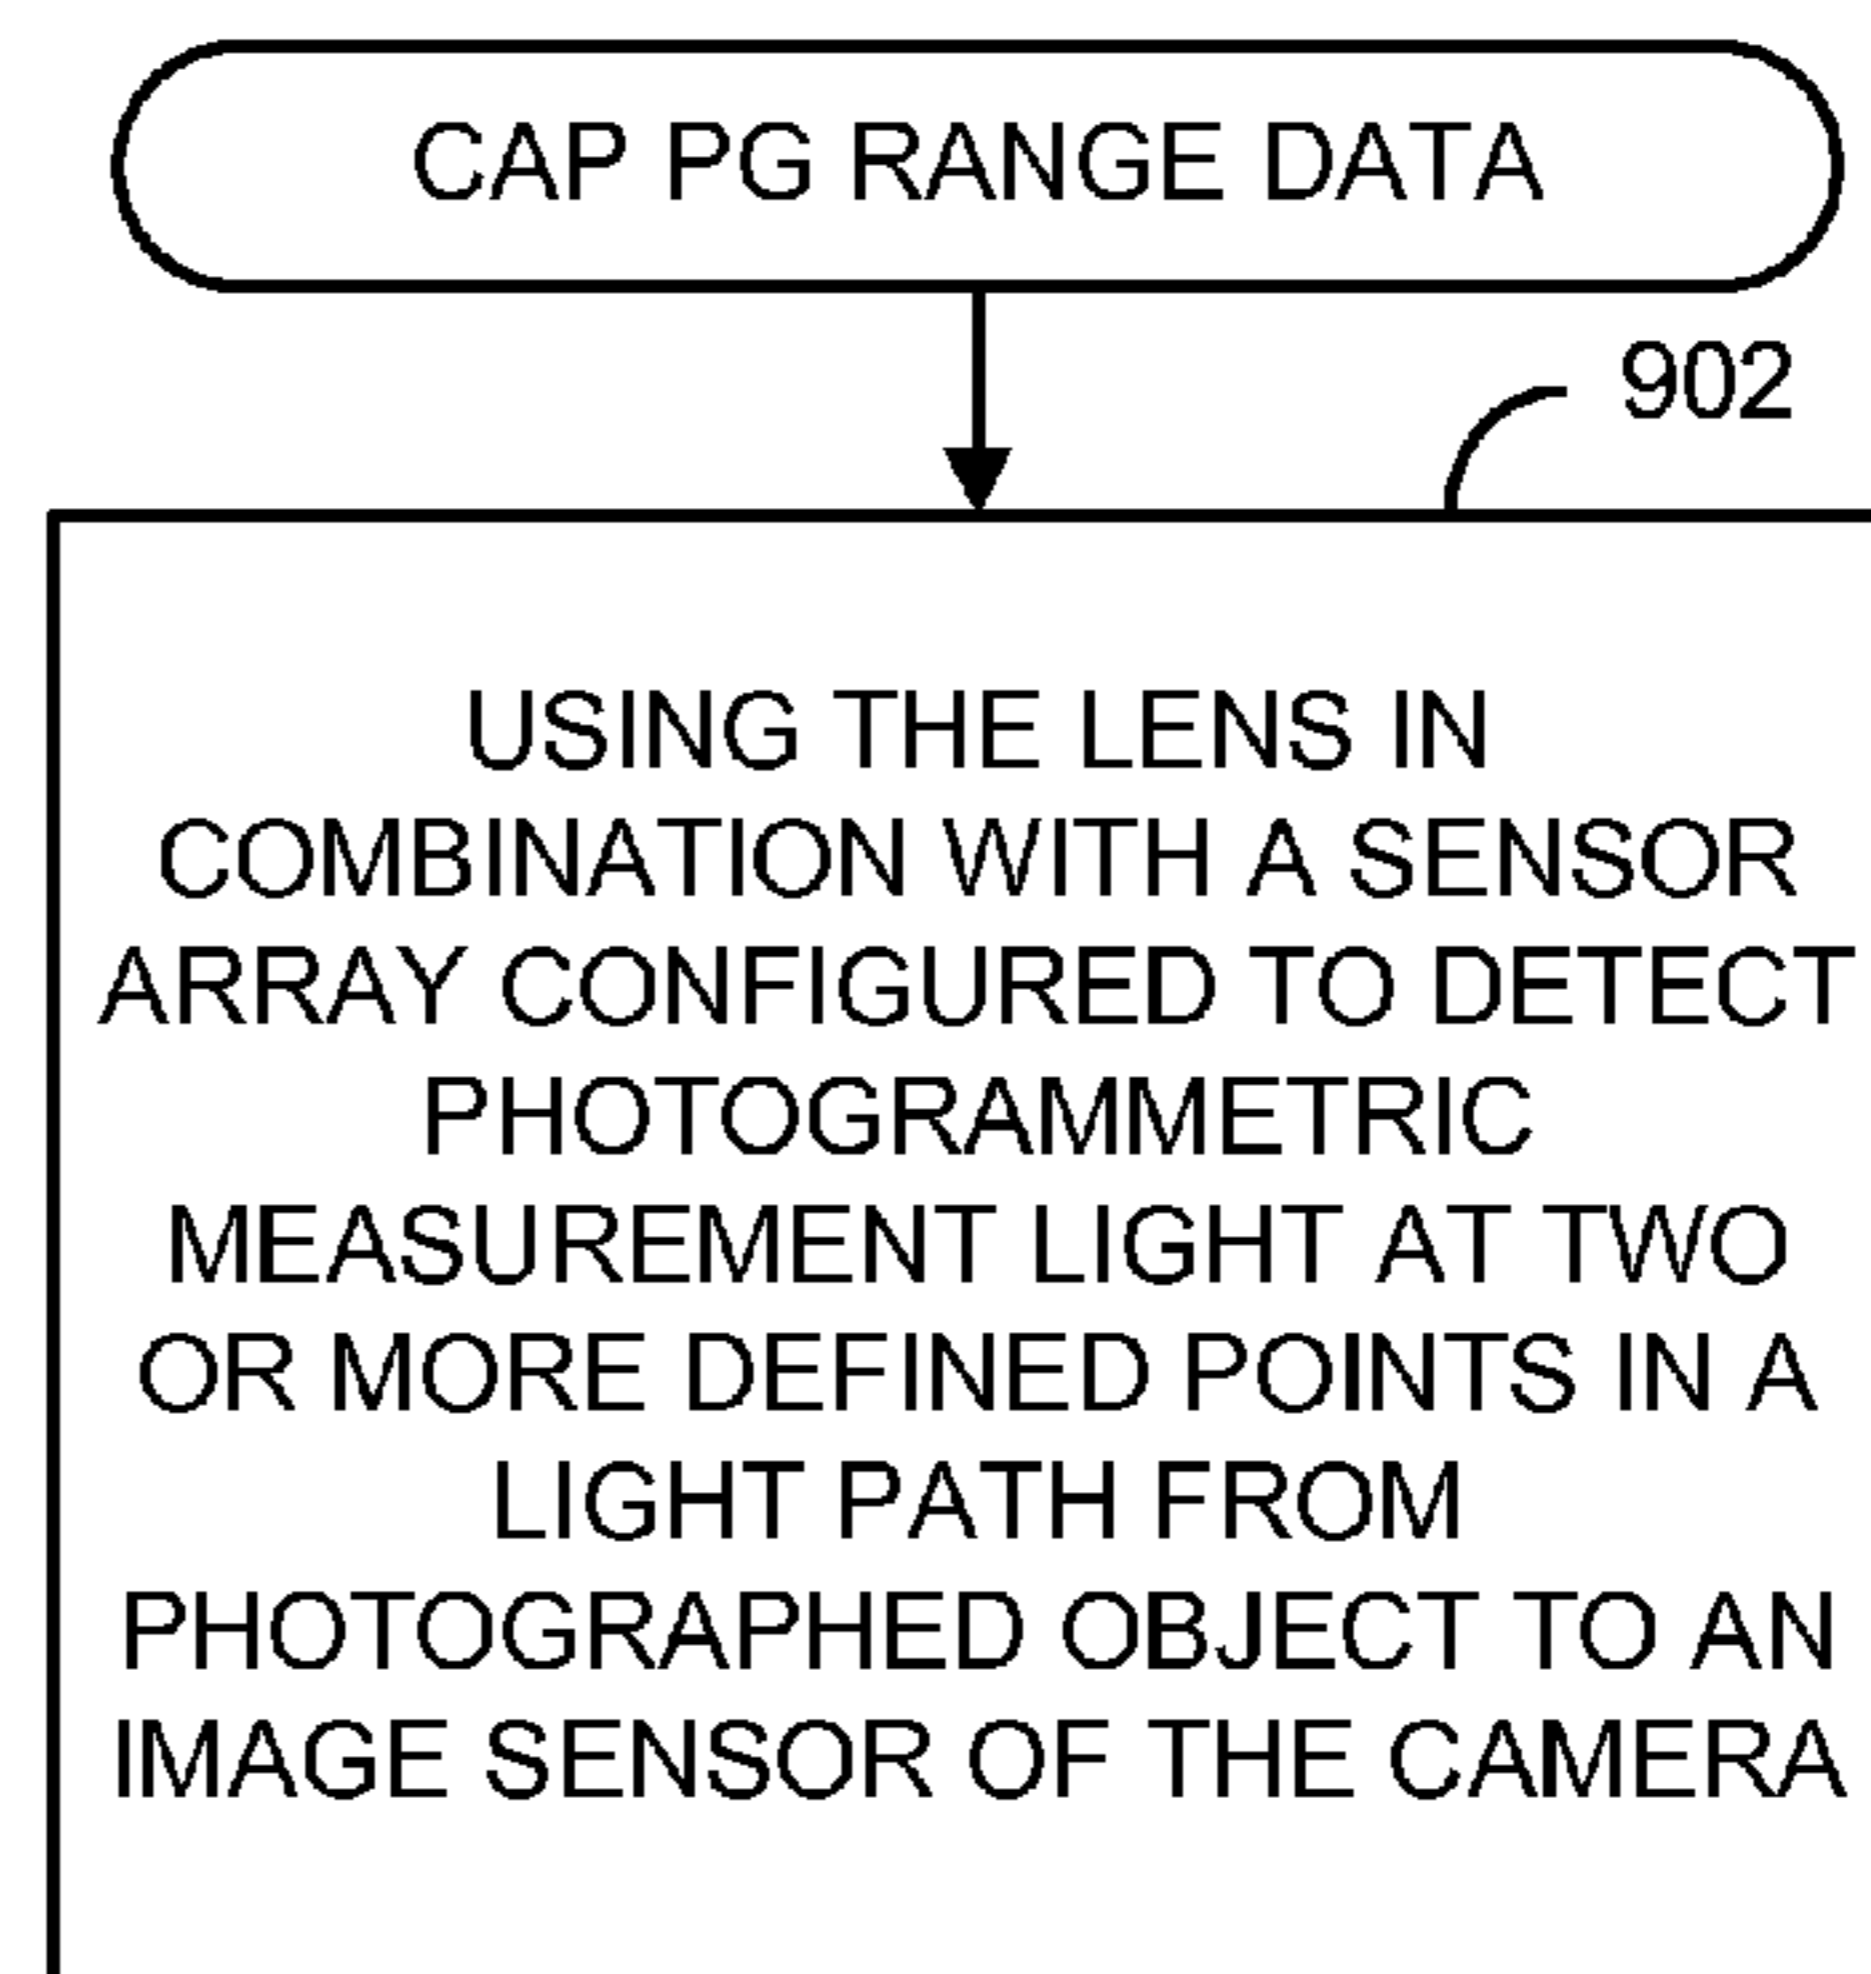 CAP PG RANGE DATA
902
USING THE LENS IN
COMBINATION WITH A SENSOR
ARRAY CONFIGURED TO DETECT
PHOTOGRAMMETRIC
MEASUREMENT LIGHT AT TWO
OR MORE DEFINED POINTS IN A
LIGHT PATH FROM
PHOTOGRAPHED OBJECT TO AN
IMAGE SENSOR OF THE CAMERA